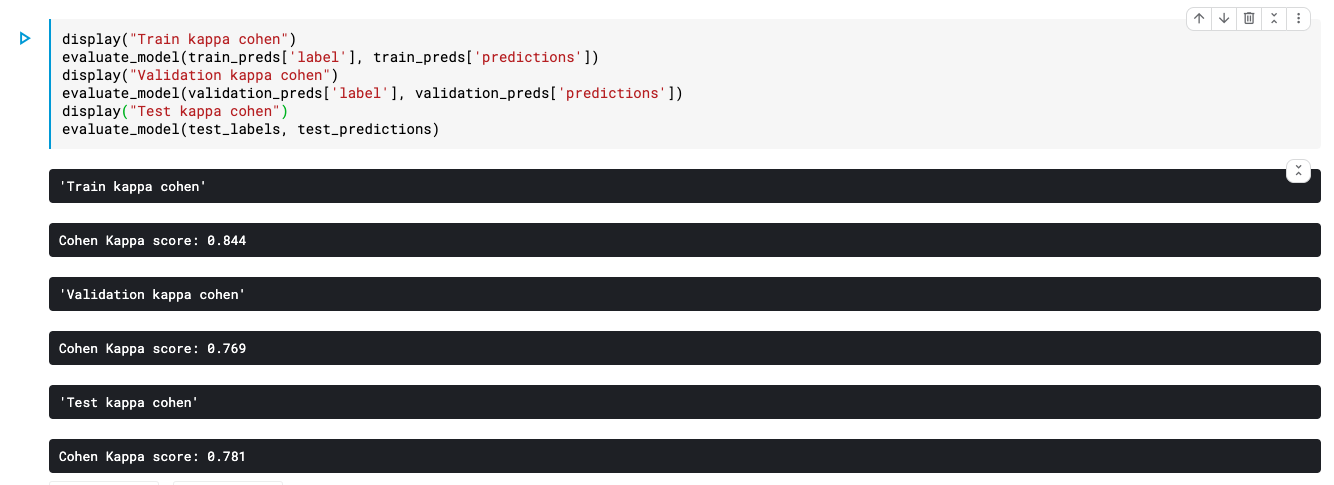 display("Train kappa cohen")
evaluate_model(train_preds['label'], train_preds['predictions'])
display("Validation kappa cohen")
evaluate_model(validation_preds['label'], validation_preds['predictions'])
display("Test kappa cohen")
evaluate_model(test_labels, test_predictions)
'Train kappa cohen'
Cohen Kappa score: 0.844
'Validation kappa cohen'
Cohen Kappa score: 0.769
'Test kappa cohen'
Cohen Kappa score: 0.781